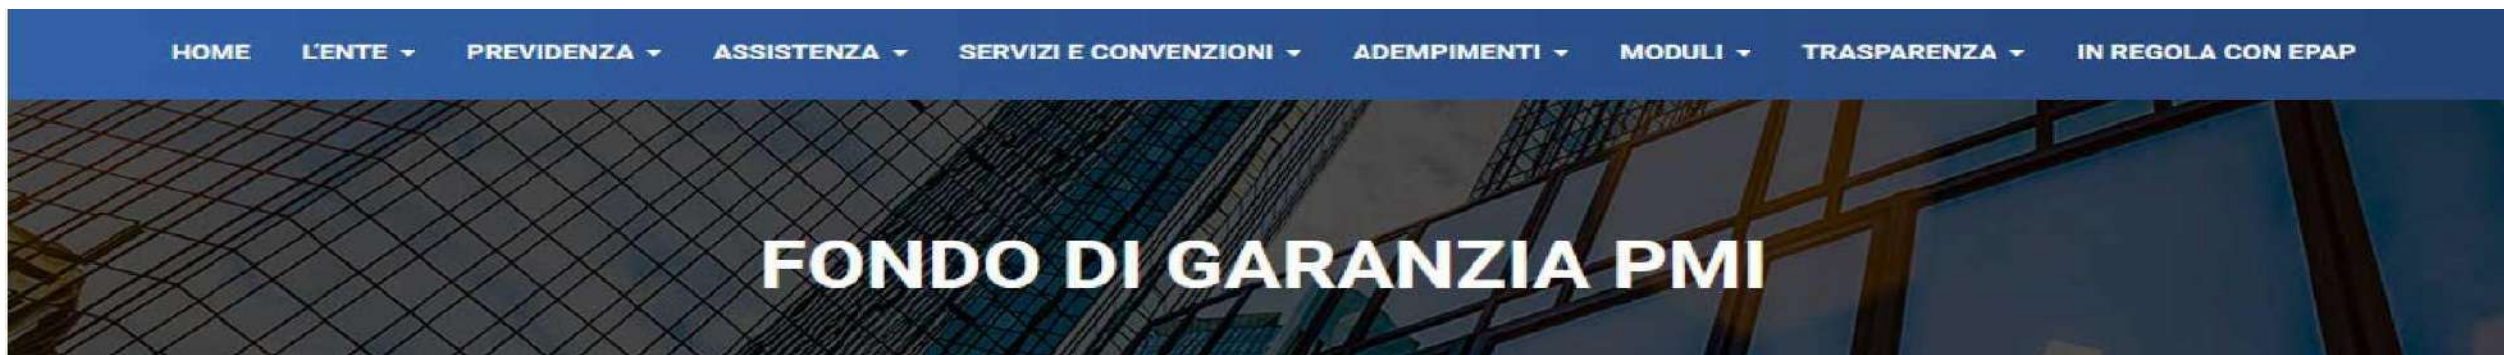 HOME L'ENTE PREVIDENZA ASSISTENZA SERVIZI E CONVENZIONI ADEMPIMENTI MODULI TRASPARENZA IN REGOLA CON EPAP
FONDO DI GARANZIA PMI